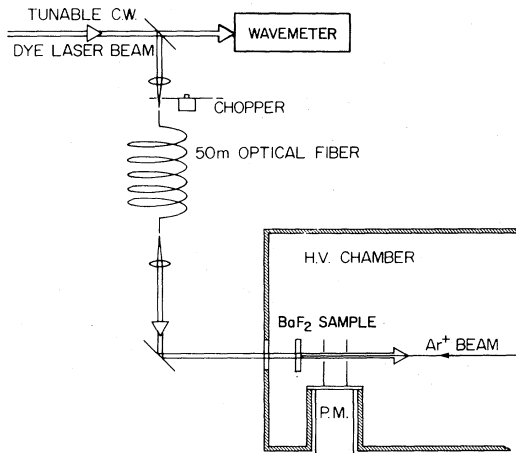 TUNABLE C.W.
DYE LASER BEAM
WAVEMETER
CHOPPER
50m OPTICAL FIBER
H.V. CHAMBER
BaF₂ SAMPLE
Ar⁺ BEAM
P.M.